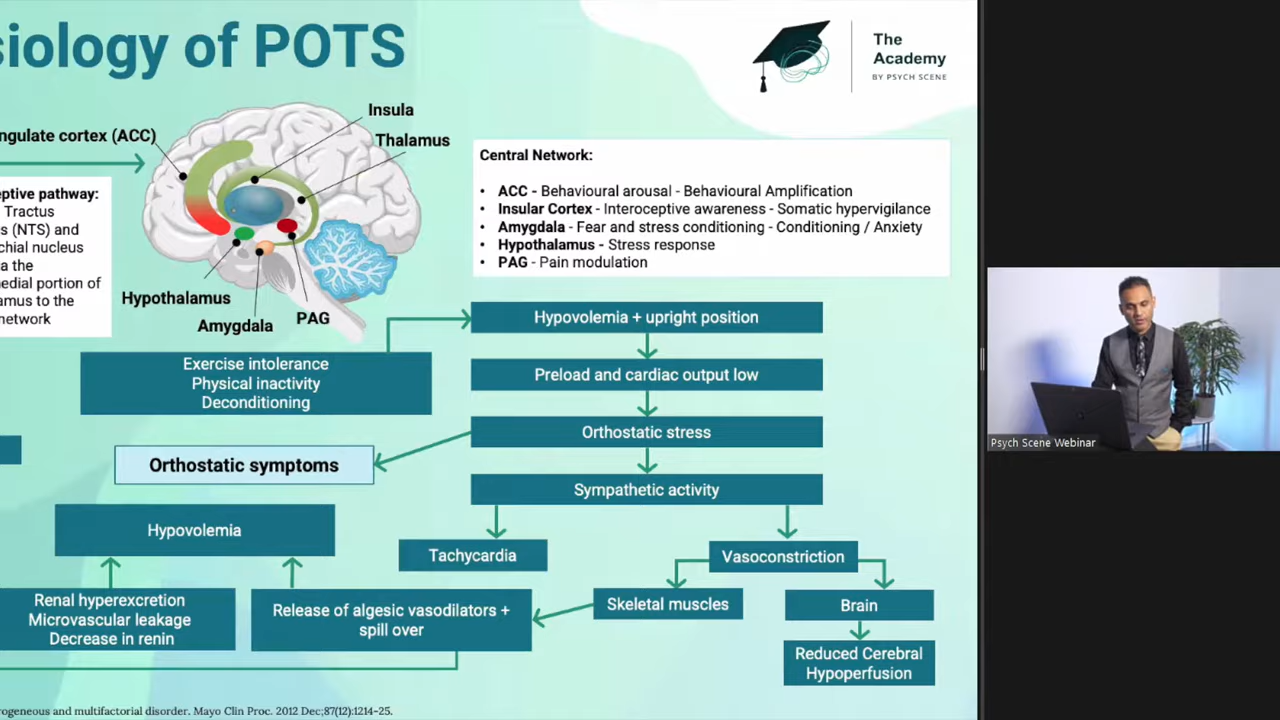 siology of POTS
The
Academy
BY PSYCH SCENE
Insula
ngulate cortex (ACC)
Thalamus
eptive pathway:
Tractus
s (NTS) and
chial nucleus
a the
nedial portion of
amus to the
network
Hypothalamus
Amygdala
PAG
Central Network:
• ACC - Behavioural arousal - Behavioural Amplification
• Insular Cortex - Interoceptive awareness - Somatic hypervigilance
• Amygdala - Fear and stress conditioning - Conditioning / Anxiety
• Hypothalamus - Stress response
• PAG - Pain modulation
Hypovolemia + upright position
Exercise intolerance
Physical inactivity
Deconditioning
Preload and cardiac output low
Orthostatic stress
Orthostatic symptoms
Sympathetic activity
Hypovolemia
Tachycardia
Vasoconstriction
Renal hyperexcretion
Microvascular leakage
Decrease in renin
Release of algesic vasodilators +
spill over
Skeletal muscles
Brain
Reduced Cerebral
Hypoperfusion
rogeneous and multifactorial disorder. Mayo Clin Proc. 2012 Dec;87(12):1214-25.
Psych Scene Webinar